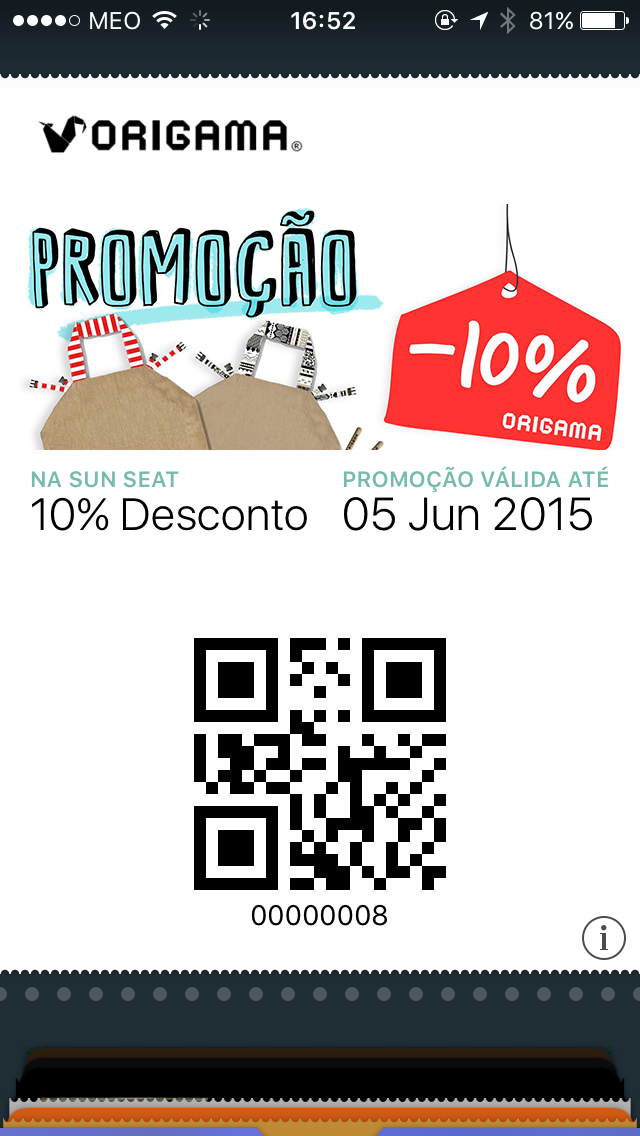 MEO 16:52 81%
ORIGAMA®
PROMOÇÃO
-10%
ORIGAMA
NA SUN SEAT
10% Desconto
PROMOÇÃO VÁLIDA ATÉ
05 Jun 2015
00000008
i